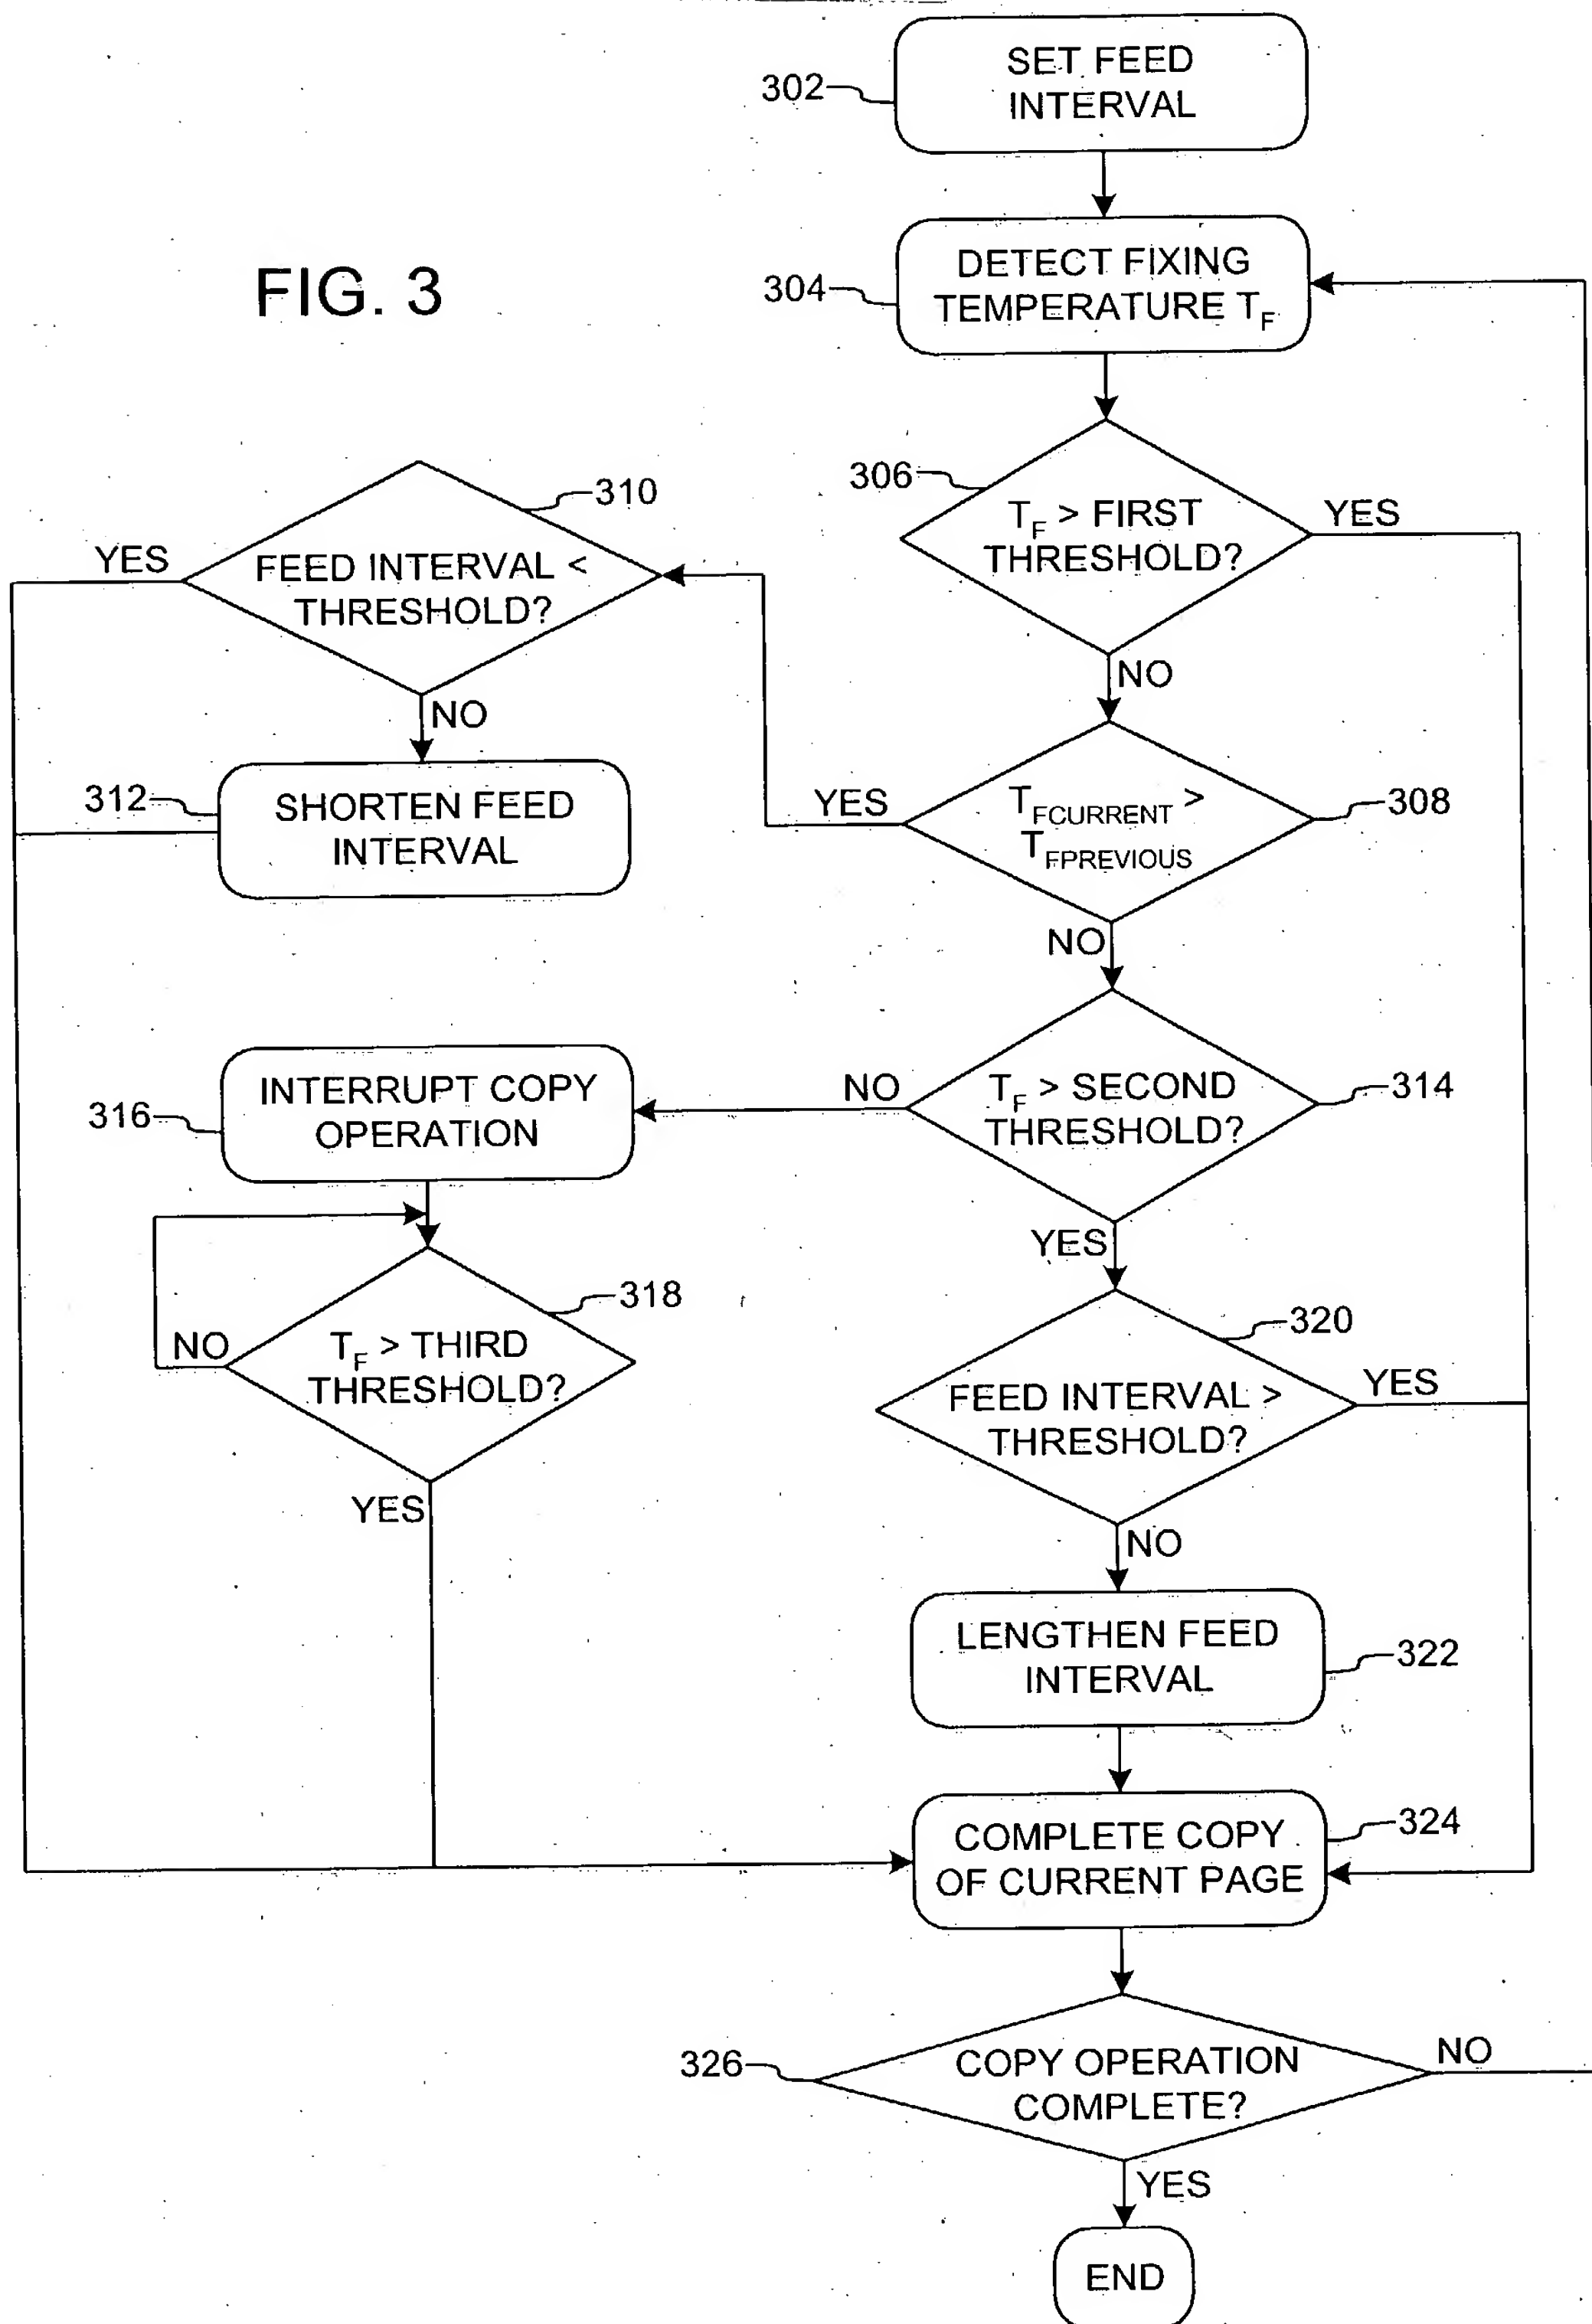 SET FEED
INTERVAL
302
FIG. 3
DETECT FIXING
TEMPERATURE TF
304
306
TF > FIRST
THRESHOLD?
YES
NO
310
YES
FEED INTERVAL <
THRESHOLD?
NO
312
SHORTEN FEED
INTERVAL
YES
TFCURRENT >
TFPREVIOUS
308
NO
316
INTERRUPT COPY
OPERATION
NO
TF > SECOND
THRESHOLD?
314
YES
318
NO
TF > THIRD
THRESHOLD?
YES
320
FEED INTERVAL >
THRESHOLD?
YES
NO
LENGTHEN FEED
INTERVAL
322
COMPLETE COPY
OF CURRENT PAGE
324
326
COPY OPERATION
COMPLETE?
NO
YES
END